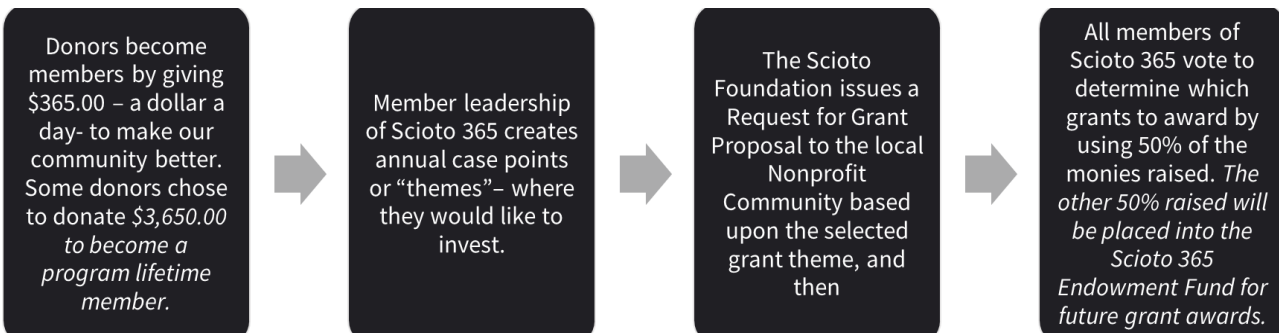 Donors become
members by giving
$365.00 – a dollar a
day- to make our
community better.
Some donors chose
to donate $3,650.00
to become a
program lifetime
member.
Member leadership
of Scioto 365 creates
annual case points
or “themes”– where
they would like to
invest.
The Scioto
Foundation issues a
Request for Grant
Proposal to the local
Nonprofit
Community based
upon the selected
grant theme, and
then
All members of
Scioto 365 vote to
determine which
grants to award by
using 50% of the
monies raised. The
other 50% raised will
be placed into the
Scioto 365
Endowment Fund for
future grant awards.